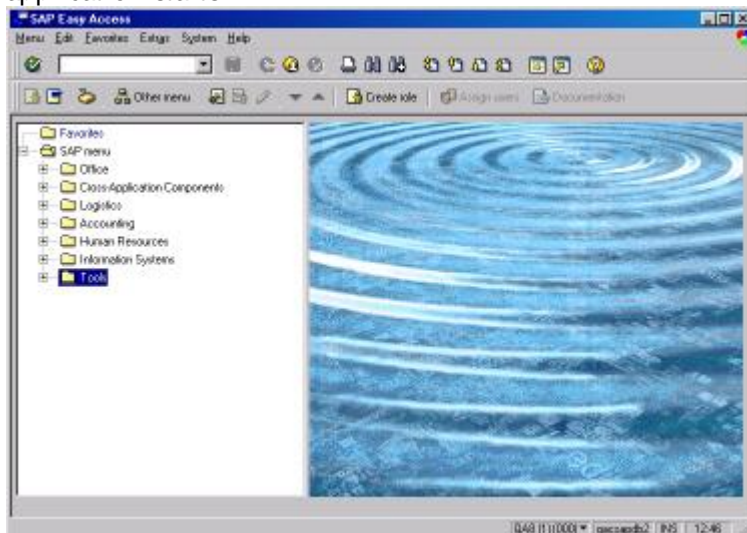 SAP Easy Access
Menu Edit Favorites Extras System Help
Other menu Create role Assign users Documentation
Favorites
SAP menu
Office
Cross-Application Components
Logistics
Accounting
Human Resources
Information Systems
Tools
INS 12:46